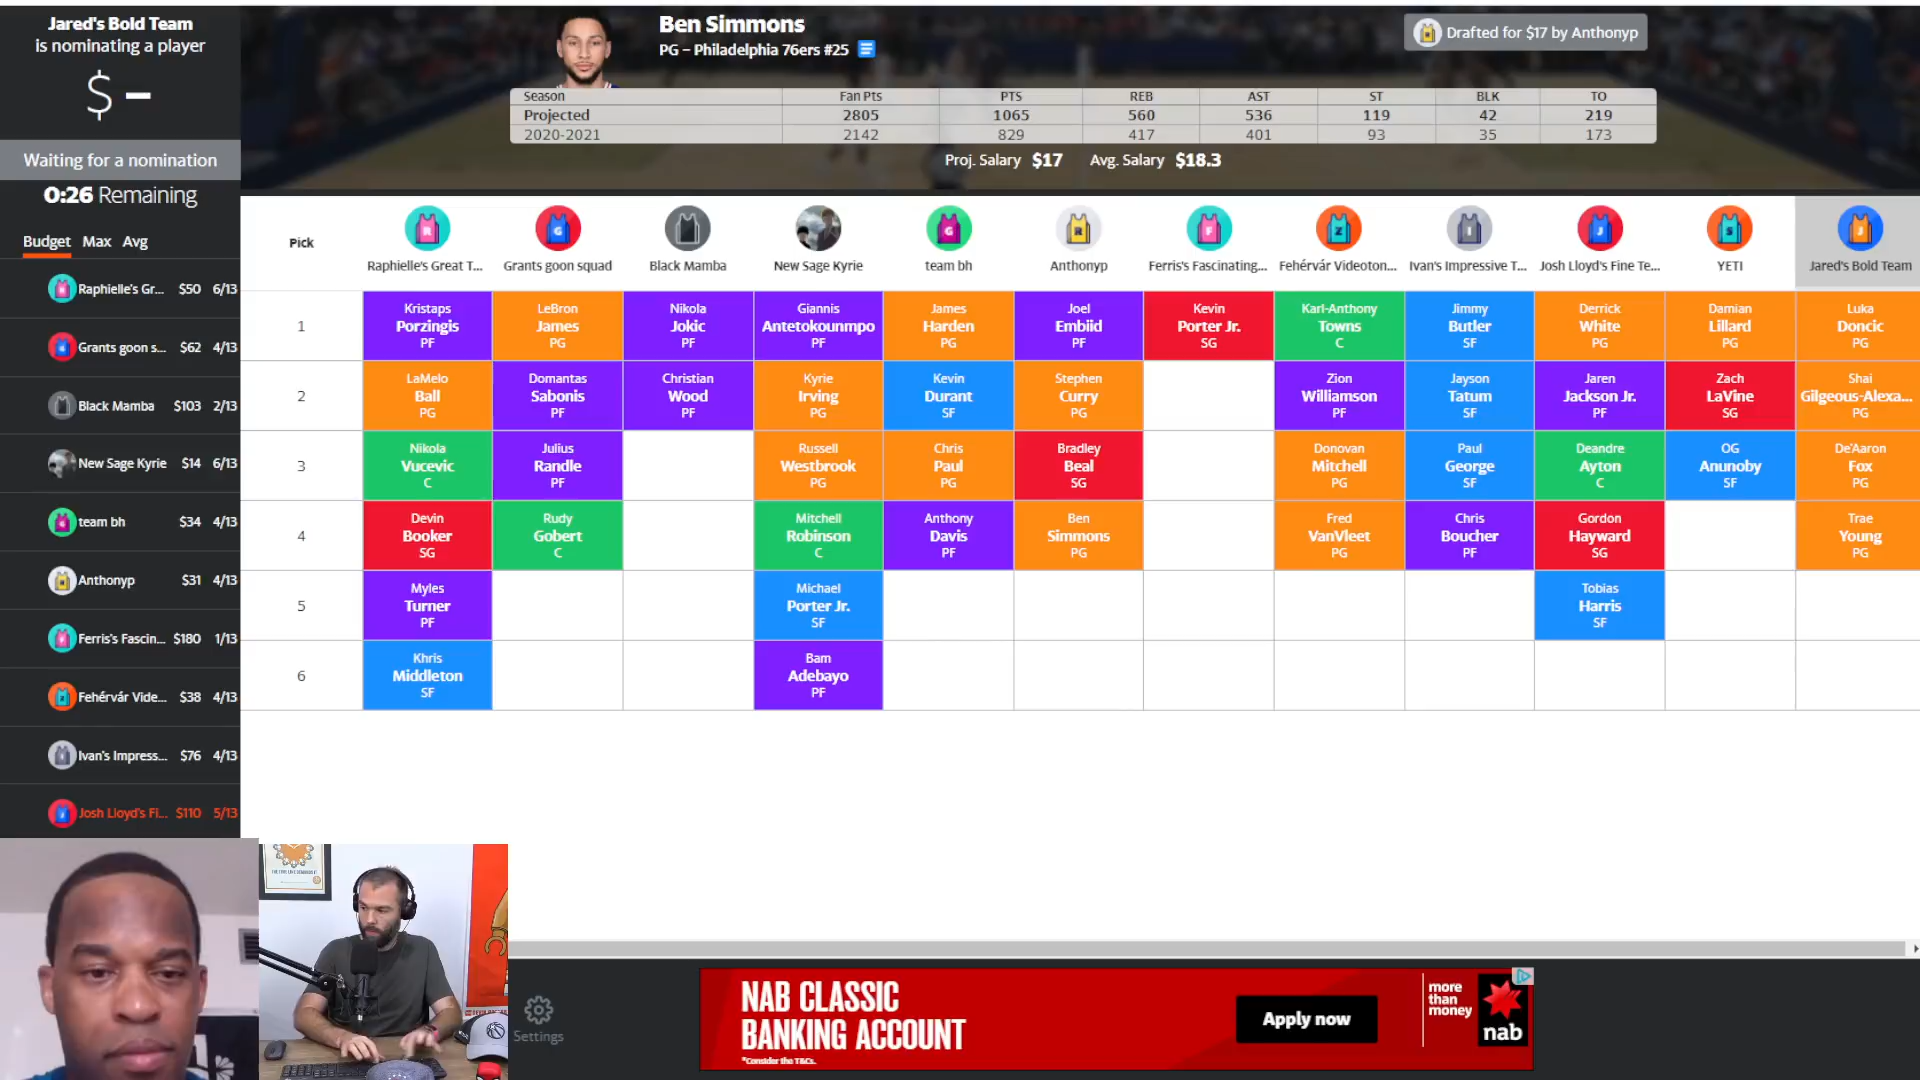 Jared's Bold Team
is nominating a player
$ –
Waiting for a nomination
0:26 Remaining
Budget Max Avg
Raphielle's Gr... $50 6/13
Grants goon s... $62 4/13
Black Mamba $103 2/13
New Sage Kyrie $14 6/13
team bh $34 4/13
Anthonyp $31 4/13
Ferris's Fascin... $180 1/13
Fehérvár Vide... $38 4/13
Ivan's Impress... $76 4/13
Josh Lloyd's Fi... $110 5/13
Ben Simmons
PG – Philadelphia 76ers #25
Drafted for $17 by Anthonyp
Season Fan Pts PTS REB AST ST BLK TO
Projected 2805 1065 560 536 119 42 219
2020-2021 2142 829 417 401 93 35 173
Proj. Salary $17 Avg. Salary $18.3
Pick
Raphielle's Great T... Grants goon squad Black Mamba New Sage Kyrie team bh Anthonyp Ferris's Fascinating... Fehérvár Videoton... Ivan's Impressive T... Josh Lloyd's Fine Te... YETI Jared's Bold Team
Kristaps LeBron Nikola Giannis James Joel Kevin Karl-Anthony Jimmy Derrick Damian Luka
1 Porzingis James Jokic Antetokounmpo Harden Embiid Porter Jr. Towns Butler White Lillard Doncic
PF PG PF PF PG PF SG C SF PG PG PG
LaMelo Domantas Christian Kyrie Kevin Stephen Zion Jayson Jaren Zach Shai
2 Ball Sabonis Wood Irving Durant Curry Williamson Tatum Jackson Jr. LaVine Gilgeous-Alexa...
PG PF PF PG SF PG PF SF PF SG PG
Nikola Julius Russell Chris Bradley Donovan Paul Deandre OG De'Aaron
3 Vucevic Randle Westbrook Paul Beal Mitchell George Ayton Anunoby Fox
C PF PG PG SG PG SF C SF PG
Devin Rudy Mitchell Anthony Ben Fred Chris Gordon Trae
4 Booker Gobert Robinson Davis Simmons VanVleet Boucher Hayward Young
SG C C PF PG PG PF SG PG
Myles Michael Tobias
5 Turner Porter Jr. Harris
PF SF SF
Khris Bam
6 Middleton Adebayo
SF PF
Settings
NAB CLASSIC
BANKING ACCOUNT
*Consider the T&Cs.
Apply now
more
than
money
nab